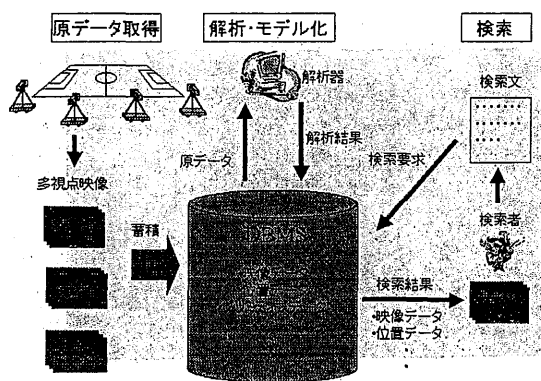 原データ取得
解析・モデル化
検索
解析器
検索文
原データ
解析結果
検索要求
多視点映像
蓄積
DBMS
検索者
検索結果
・映像データ
・位置データ